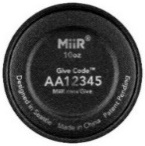 MiiR®
10oz
Give Code™
AA12345
MiiR.com/Give
Designed in Seattle · Made in China · Patent Pending